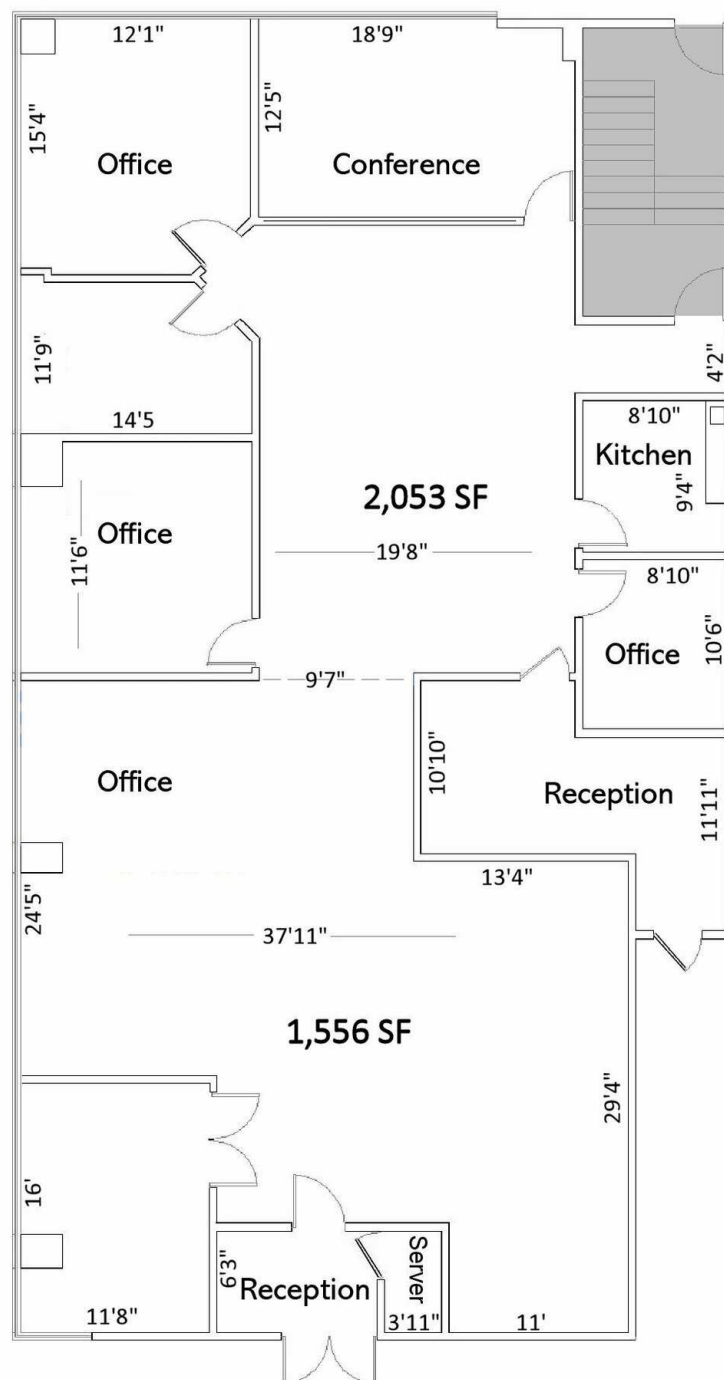 12'1"
18'9"
15'4"
12'5"
Office
Conference
11'9"
4'2"
14'5
8'10"
Kitchen
9'4"
2,053 SF
Office
11'6"
19'8"
8'10"
10'6"
Office
9'7"
Office
10'10"
Reception
11'11"
13'4"
24'5"
37'11"
1,556 SF
29'4"
16'
6'3"
Reception
Server
11'8"
3'11"
11'